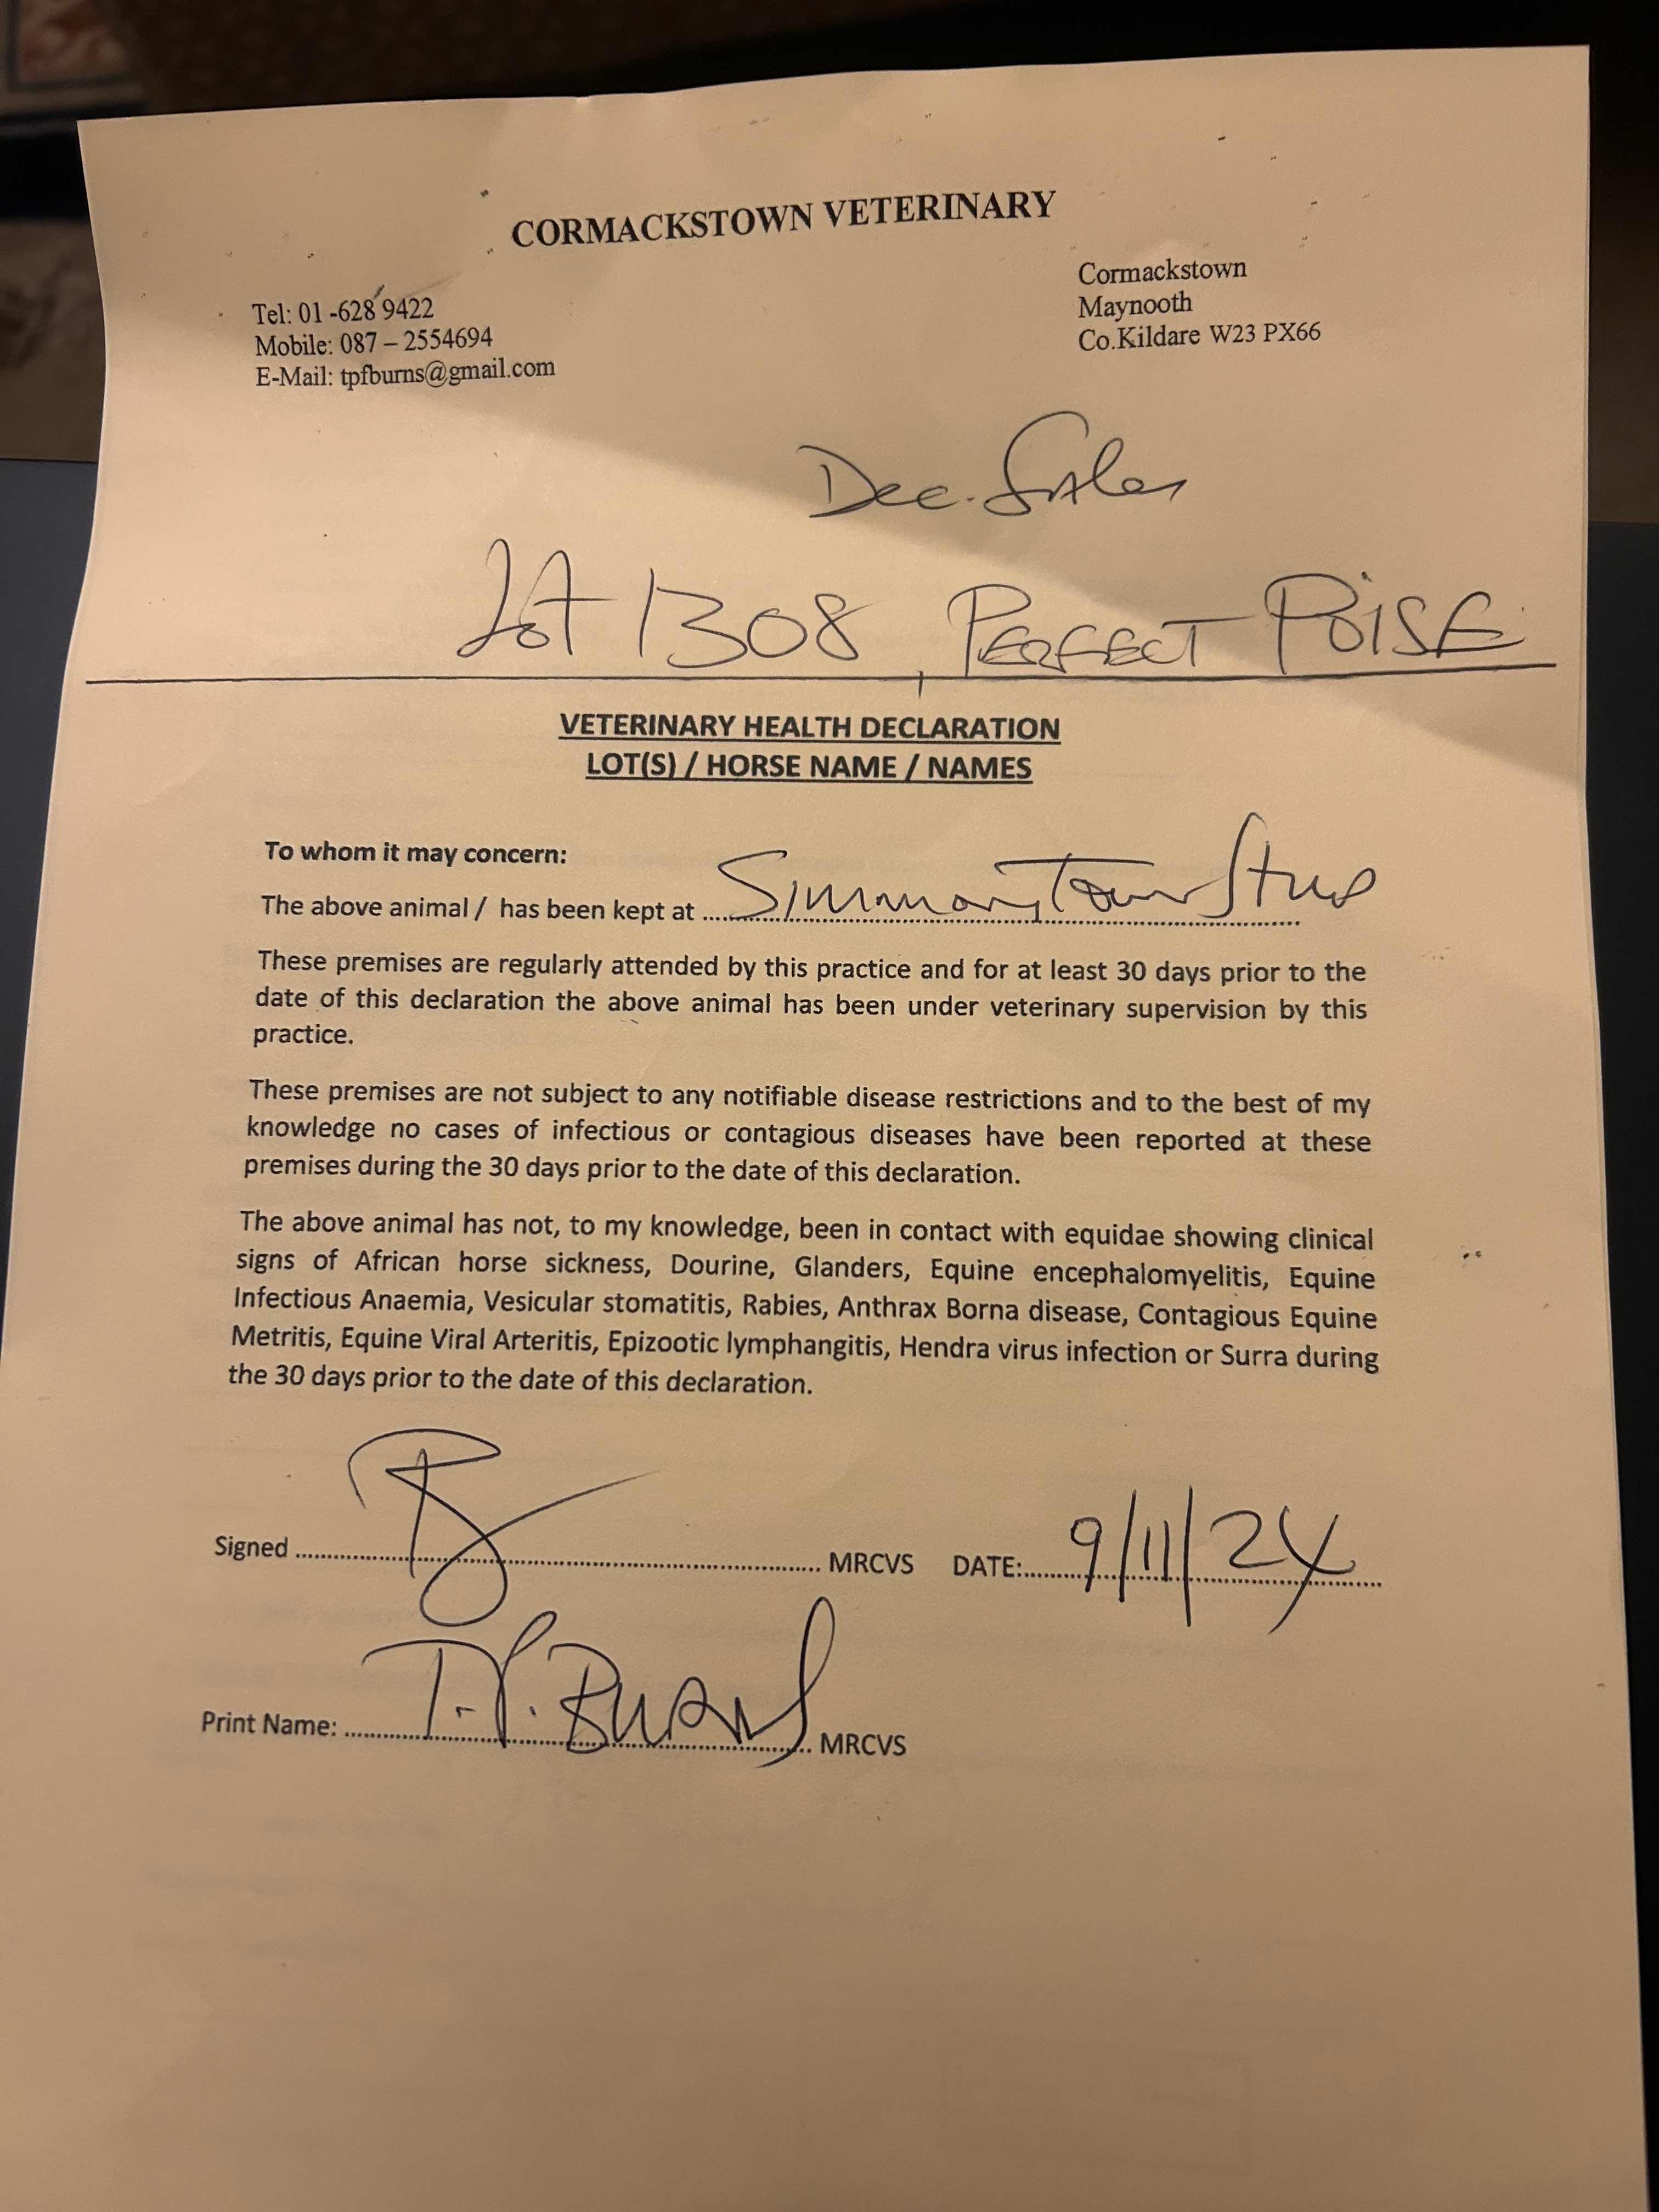 CORMACKSTOWN VETERINARY
Tel: 01 -628 9422
Mobile: 087 – 2554694
E-Mail: tpfburns@gmail.com
Cormackstown
Maynooth
Co.Kildare W23 PX66
Dec. Sales
Lot 1308, PERFECT POISE
VETERINARY HEALTH DECLARATION
LOT(S) / HORSE NAME / NAMES
To whom it may concern:
The above animal / has been kept at Simmonstown Stud
These premises are regularly attended by this practice and for at least 30 days prior to the
date of this declaration the above animal has been under veterinary supervision by this
practice.
These premises are not subject to any notifiable disease restrictions and to the best of my
knowledge no cases of infectious or contagious diseases have been reported at these
premises during the 30 days prior to the date of this declaration.
The above animal has not, to my knowledge, been in contact with equidae showing clinical
signs of African horse sickness, Dourine, Glanders, Equine encephalomyelitis, Equine
Infectious Anaemia, Vesicular stomatitis, Rabies, Anthrax Borna disease, Contagious Equine
Metritis, Equine Viral Arteritis, Epizootic lymphangitis, Hendra virus infection or Surra during
the 30 days prior to the date of this declaration.
Signed ........ MRCVS DATE: 9/11/24
Print Name: T.P. BURNS MRCVS